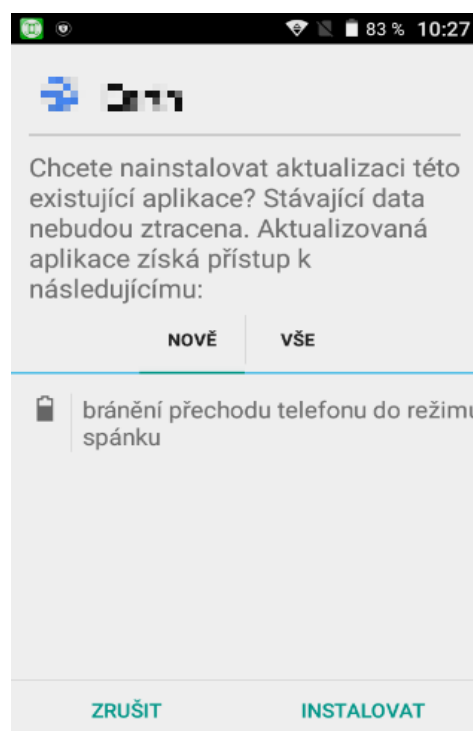 83 % 10:27
Chcete nainstalovat aktualizaci této
existující aplikace? Stávající data
nebudou ztracena. Aktualizovaná
aplikace získá přístup k
následujícímu:
NOVĚ VŠE
bránění přechodu telefonu do režimu
spánku
ZRUŠIT INSTALOVAT